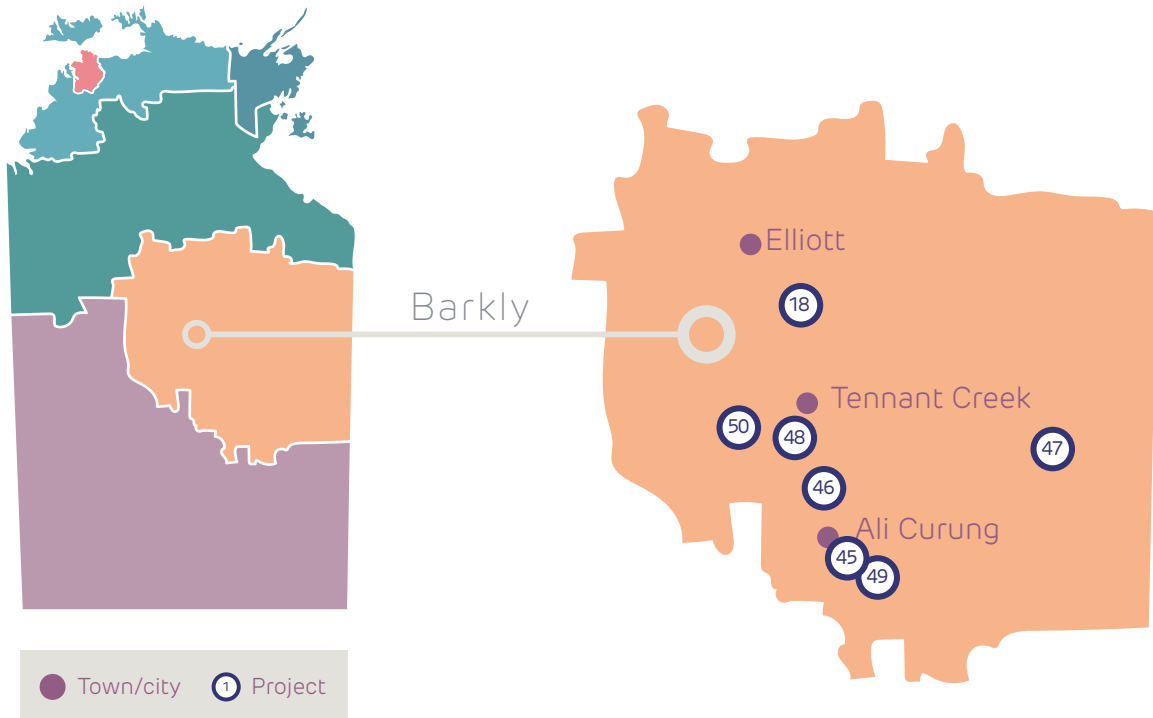 Elliott
Barkly
18
Tennant Creek
50
48
47
46
Ali Curung
45
49
Town/city
1
Project